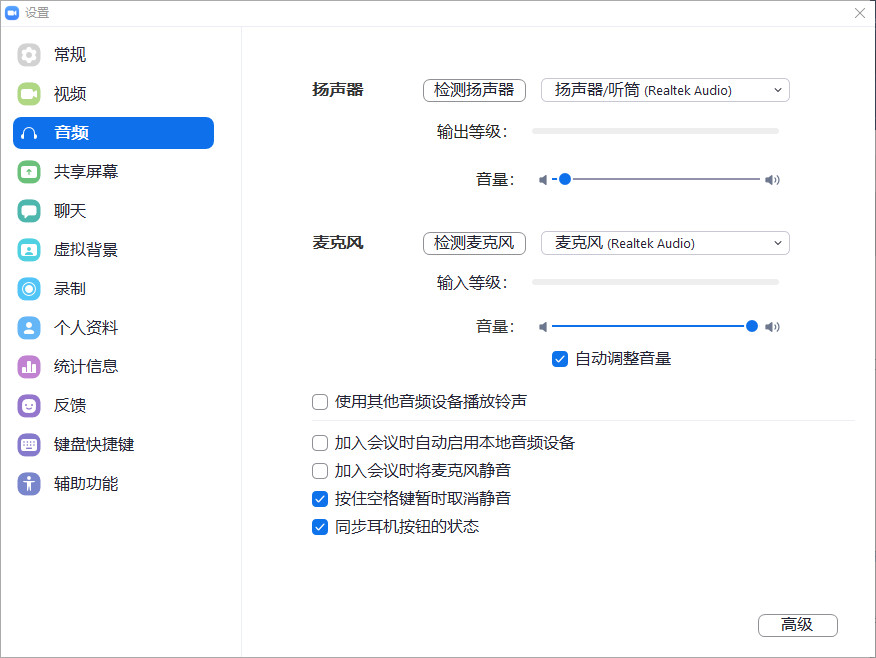 设置
常规
视频
音频
共享屏幕
聊天
虚拟背景
录制
个人资料
统计信息
反馈
键盘快捷键
辅助功能
扬声器 检测扬声器 扬声器/听筒 (Realtek Audio)
输出等级：
音量：
麦克风 检测麦克风 麦克风 (Realtek Audio)
输入等级：
音量：
自动调整音量
使用其他音频设备播放铃声
加入会议时自动启用本地音频设备
加入会议时将麦克风静音
按住空格键暂时取消静音
同步耳机按钮的状态
高级